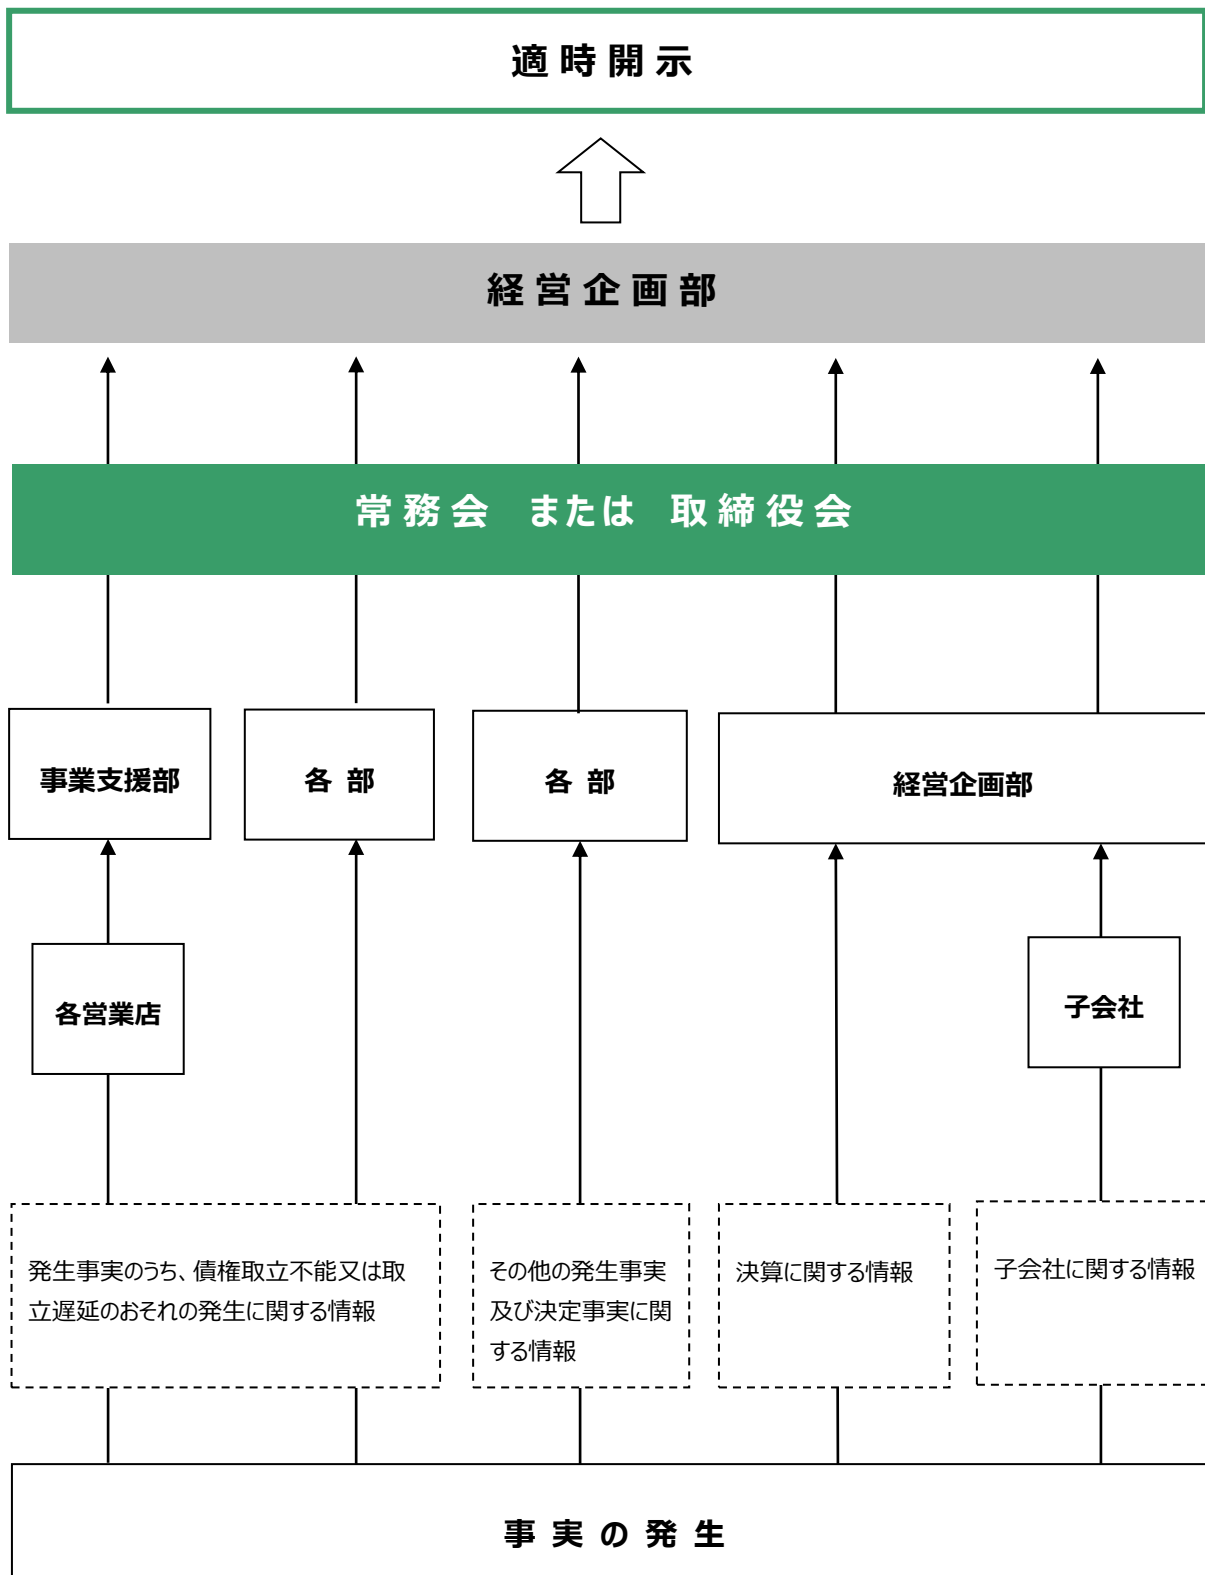 適時開示
経営企画部
常務会 または 取締役会
事業支援部
各 部
各 部
経営企画部
各営業店
子会社
発生事実のうち、債権取立不能又は取
立遅延のおそれの発生に関する情報
その他の発生事実
及び決定事実に関
する情報
決算に関する情報
子会社に関する情報
事実の発生